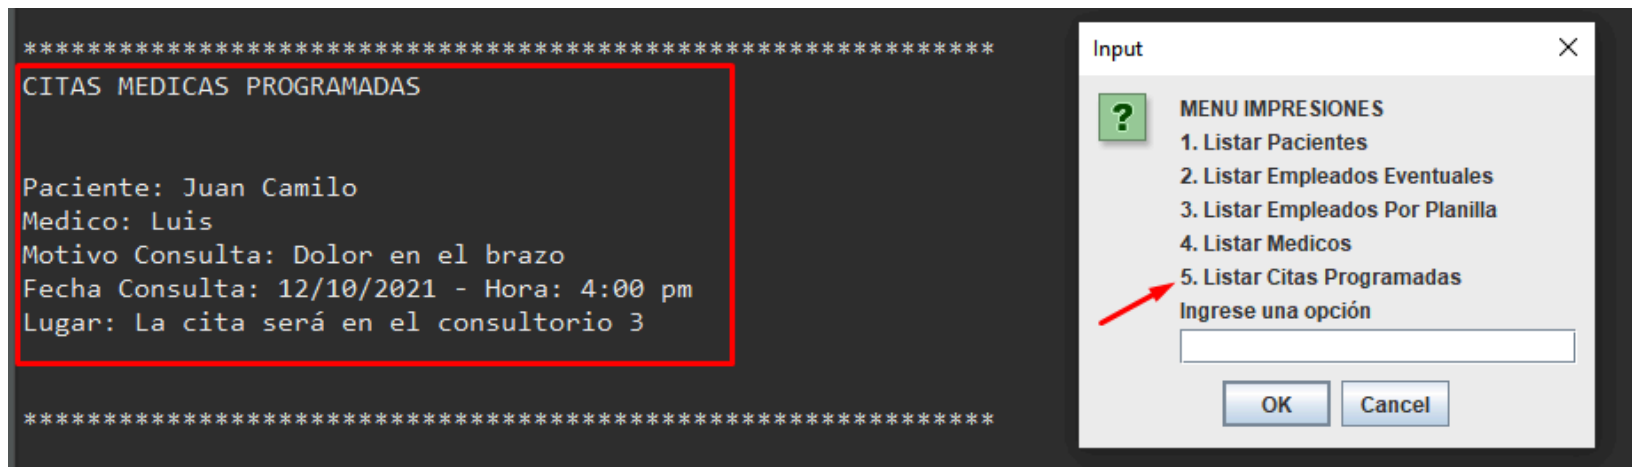 *************************************************************
CITAS MEDICAS PROGRAMADAS
Paciente: Juan Camilo
Medico: Luis
Motivo Consulta: Dolor en el brazo
Fecha Consulta: 12/10/2021 - Hora: 4:00 pm
Lugar: La cita será en el consultorio 3
*************************************************************
Input
?
MENU IMPRESIONES
1. Listar Pacientes
2. Listar Empleados Eventuales
3. Listar Empleados Por Planilla
4. Listar Medicos
5. Listar Citas Programadas
Ingrese una opción
OK
Cancel